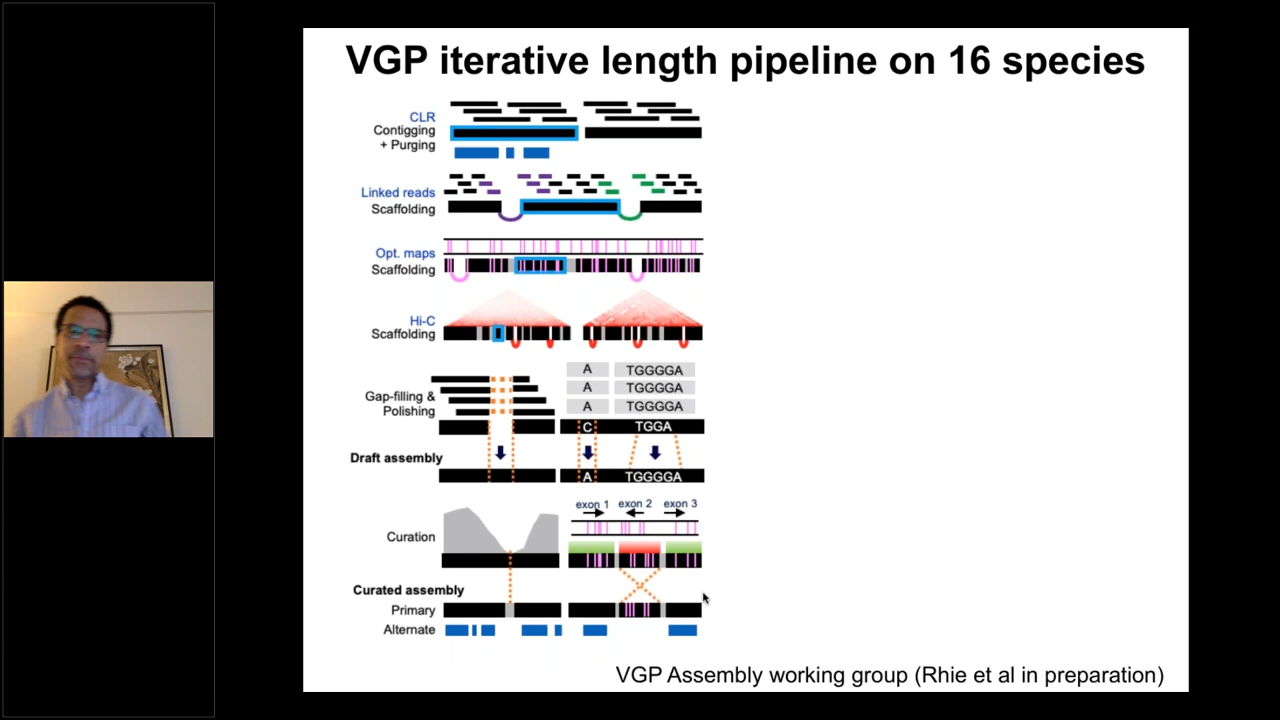 VGP iterative length pipeline on 16 species
CLR
Contigging
+ Purging
Linked reads
Scaffolding
Opt. maps
Scaffolding
Hi-C
Scaffolding
Gap-filling &
Polishing
A TGGGGA
A TGGGGA
A TGGGGA
C TGGA
Draft assembly
A TGGGGA
exon 1 exon 2 exon 3
Curation
Curated assembly
Primary
Alternate
VGP Assembly working group (Rhie et al in preparation)